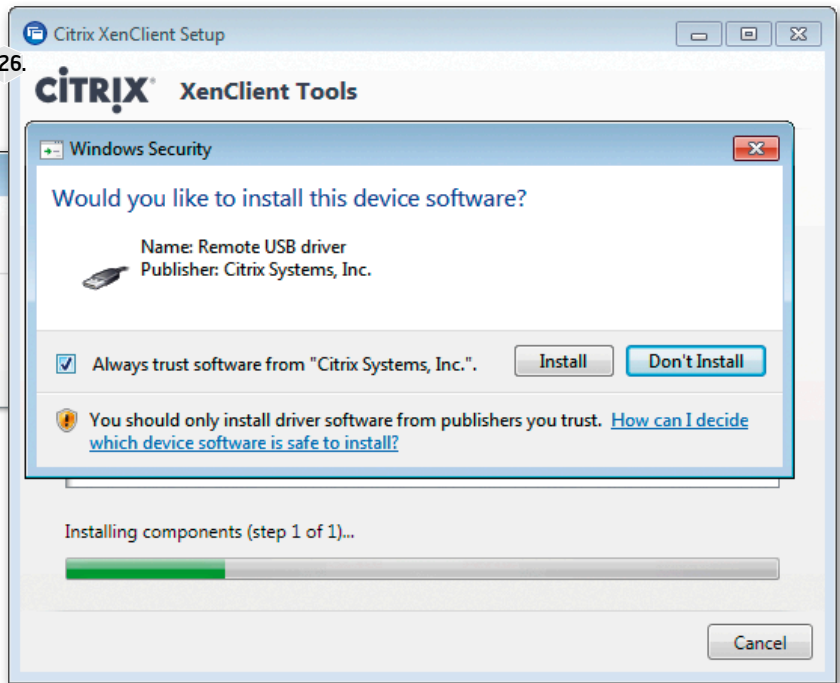 Citrix XenClient Setup
26.
CİTRIX® XenClient Tools
Windows Security
Would you like to install this device software?
Name: Remote USB driver
Publisher: Citrix Systems, Inc.
Always trust software from "Citrix Systems, Inc.". Install Don't Install
You should only install driver software from publishers you trust. How can I decide
which device software is safe to install?
Installing components (step 1 of 1)...
Cancel